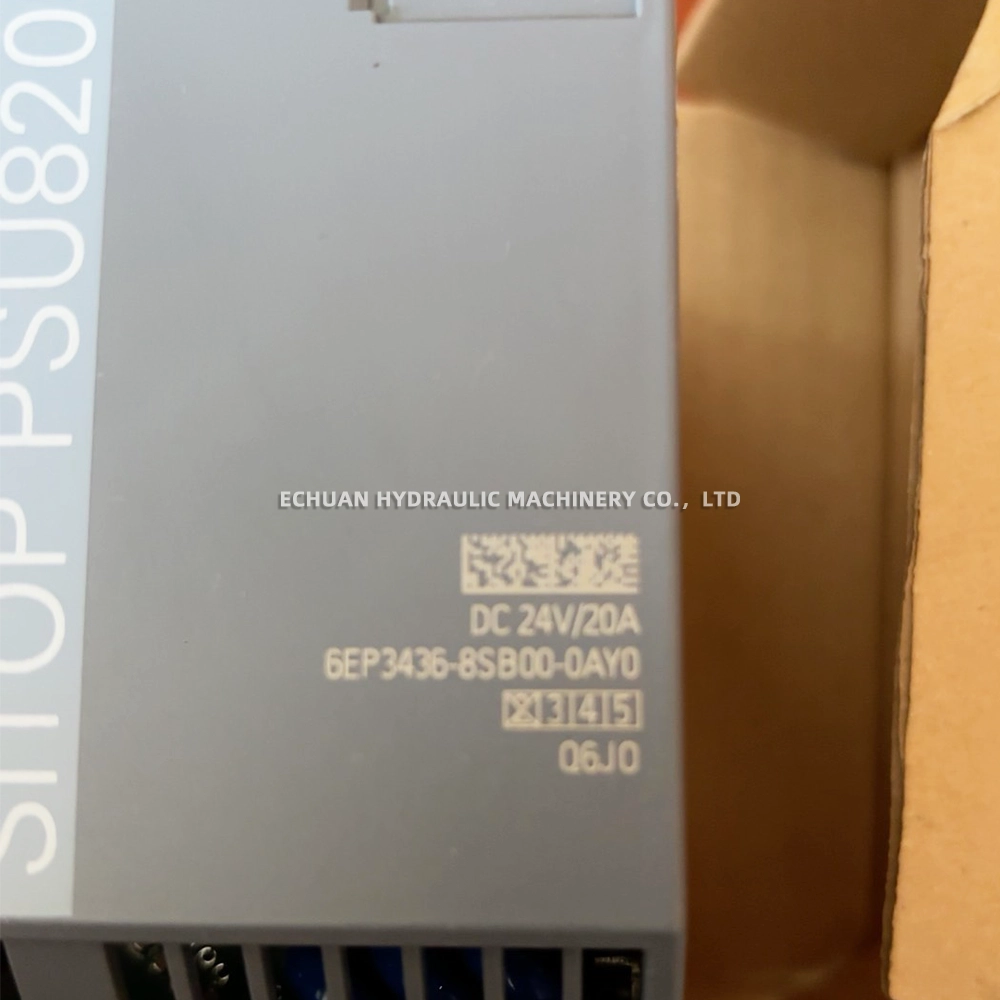 SITOP PSU820
ECHUAN HYDRAULIC MACHINERY CO., LTD
DC 24V/20A
6EP3436-8SB00-0AY0
X 3 4 5
Q6J0